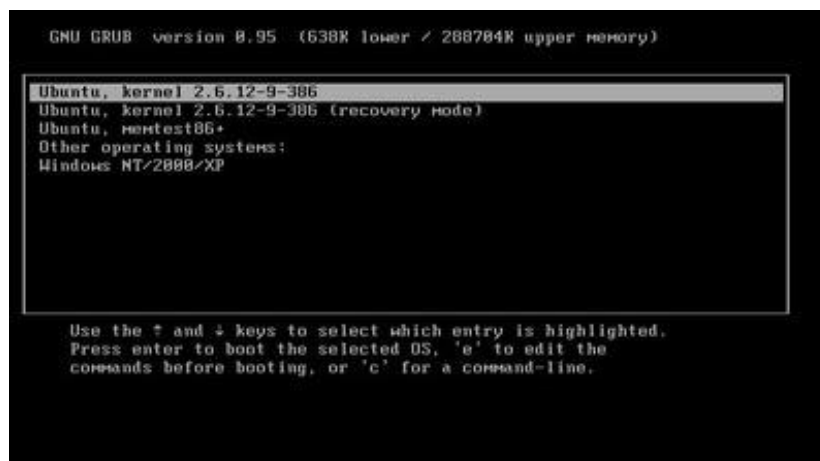 GNU GRUB version 0.95 (638K lower / 288704K upper memory)
Ubuntu, kernel 2.6.12-9-386
Ubuntu, kernel 2.6.12-9-386 (recovery mode)
Ubuntu, memtest86+
Other operating systems:
Windows NT/2000/XP
Use the ↑ and ↓ keys to select which entry is highlighted.
Press enter to boot the selected OS, 'e' to edit the
commands before booting, or 'c' for a command-line.